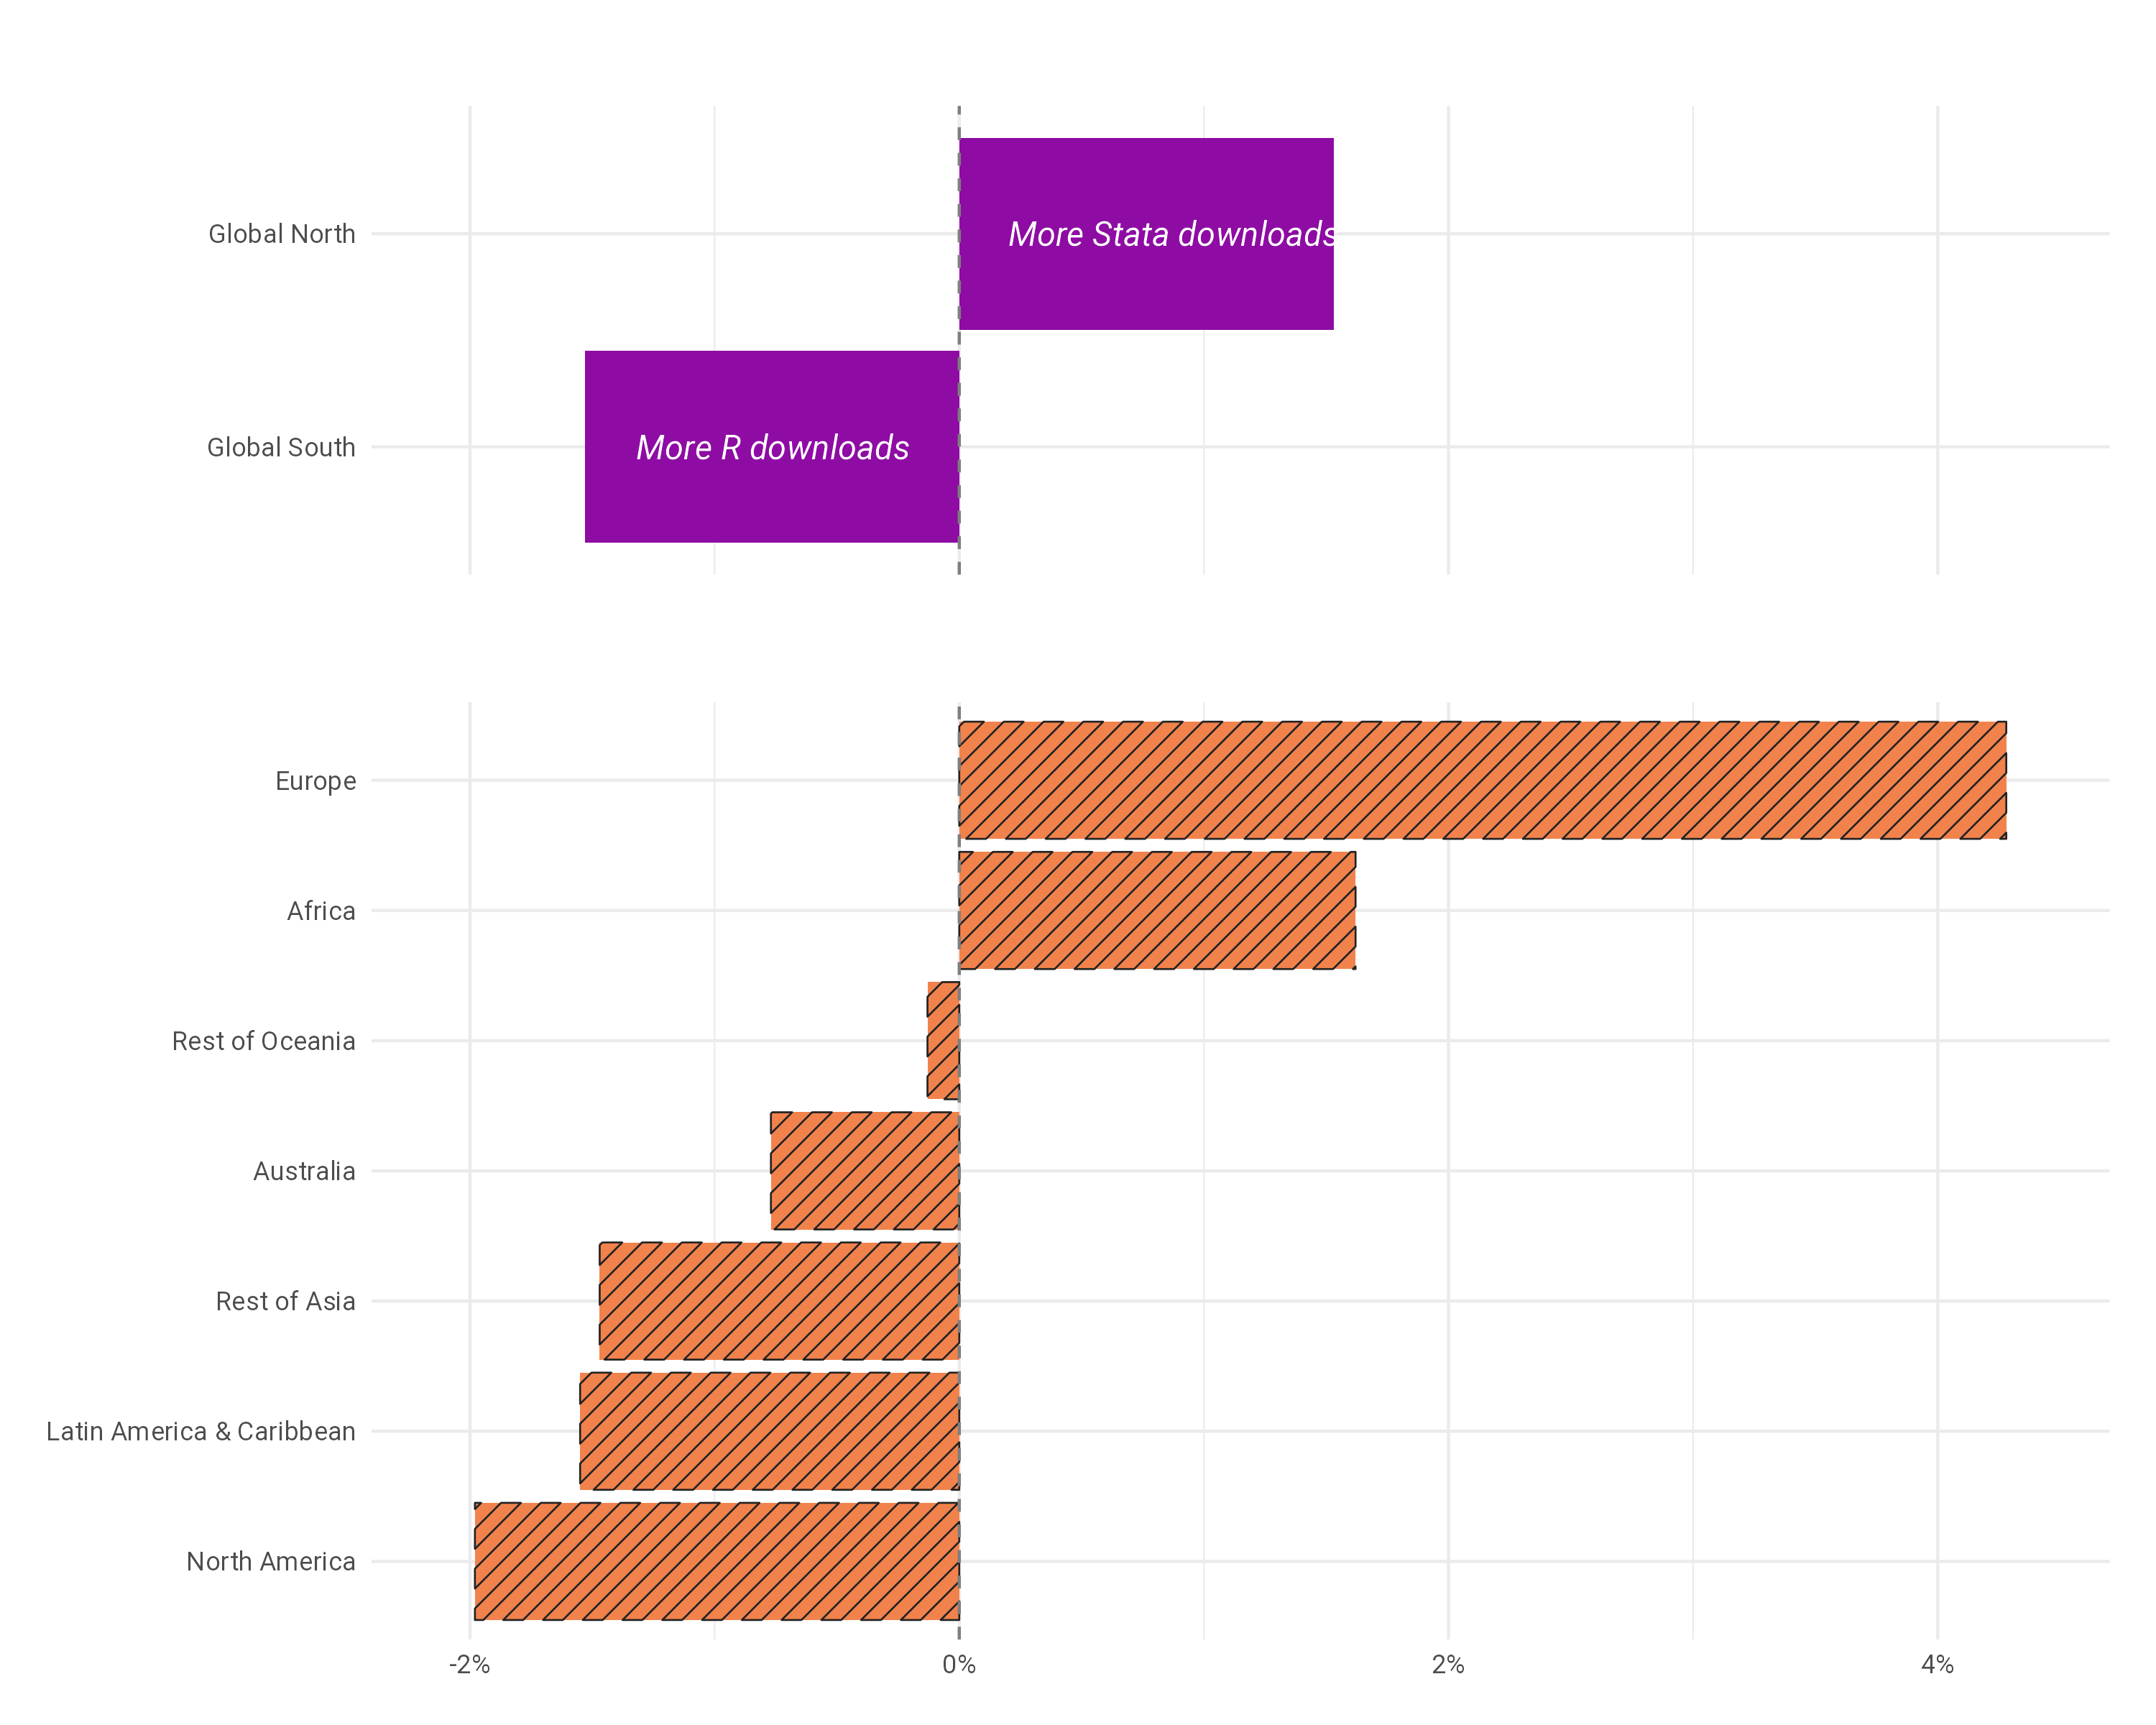 Global North
More Stata downloads
Global South
More R downloads
Europe
Africa
Rest of Oceania
Australia
Rest of Asia
Latin America & Caribbean
North America
-2% 0% 2% 4%